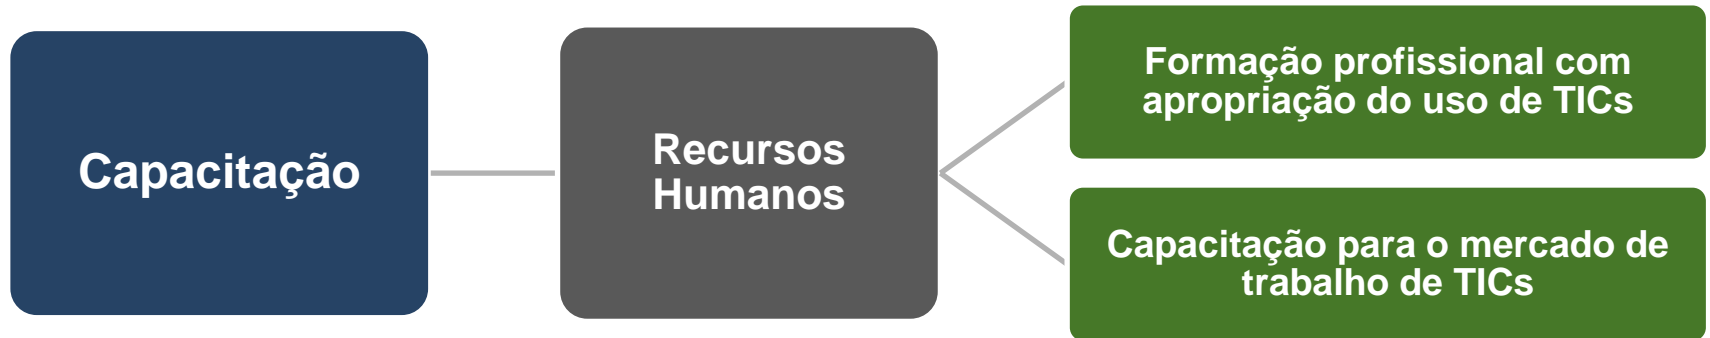 Capacitação
Recursos
Humanos
Formação profissional com
apropriação do uso de TICs
Capacitação para o mercado de
trabalho de TICs